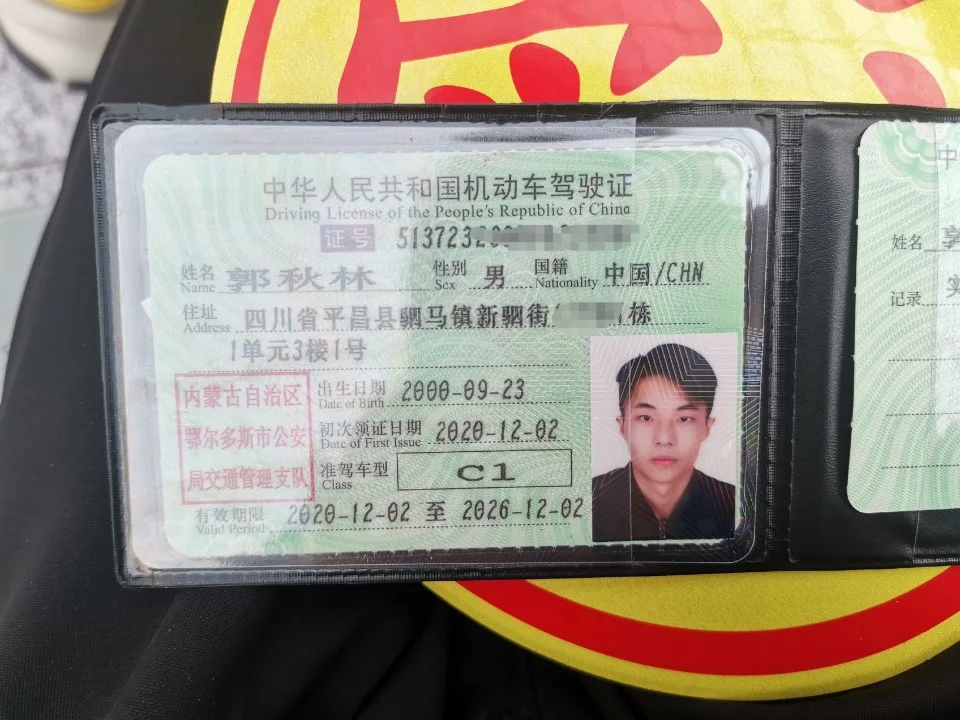 中华人民共和国机动车驾驶证
Driving License of the People's Republic of China
证号 513723200
姓名 郭秋林 性别 男 国籍 中国/CHN
Name Sex Nationality
住址 四川省平昌县驷马镇新驷街 栋
Address
1单元3楼1号
内蒙古自治区
鄂尔多斯市公安
局交通管理支队
出生日期 2000-09-23
Date of Birth
初次领证日期 2020-12-02
Date of First Issue
准驾车型 C1
Class
有效期限 2020-12-02 至 2026-12-02
Valid Period
中
姓名
记录